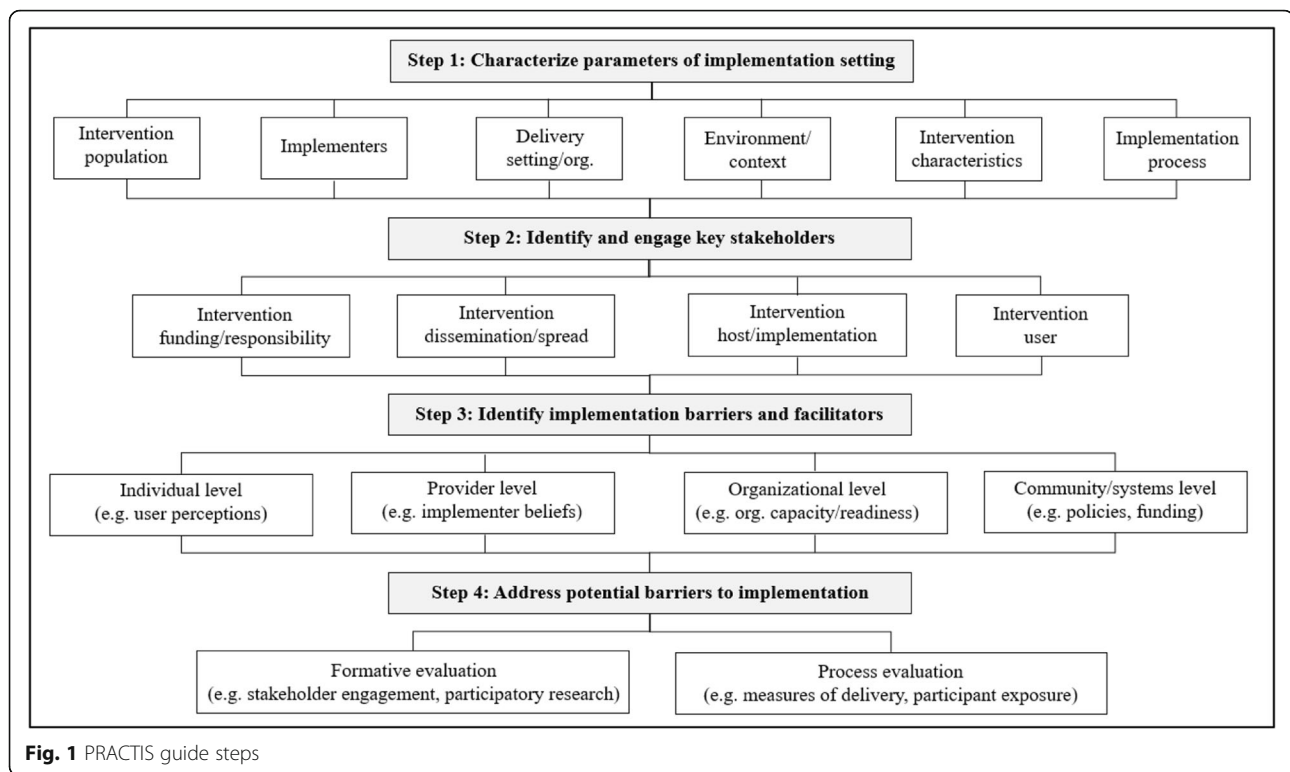 Step 1: Characterize parameters of implementation setting
Intervention
population
Implementers
Delivery
setting/org.
Environment/
context
Intervention
characteristics
Implementation
process
Step 2: Identify and engage key stakeholders
Intervention
funding/responsibility
Intervention
dissemination/spread
Intervention
host/implementation
Intervention
user
Step 3: Identify implementation barriers and facilitators
Individual level
(e.g. user perceptions)
Provider level
(e.g. implementer beliefs)
Organizational level
(e.g. org. capacity/readiness)
Community/systems level
(e.g. policies, funding)
Step 4: Address potential barriers to implementation
Formative evaluation
(e.g. stakeholder engagement, participatory research)
Process evaluation
(e.g. measures of delivery, participant exposure)
Fig. 1 PRACTIS guide steps